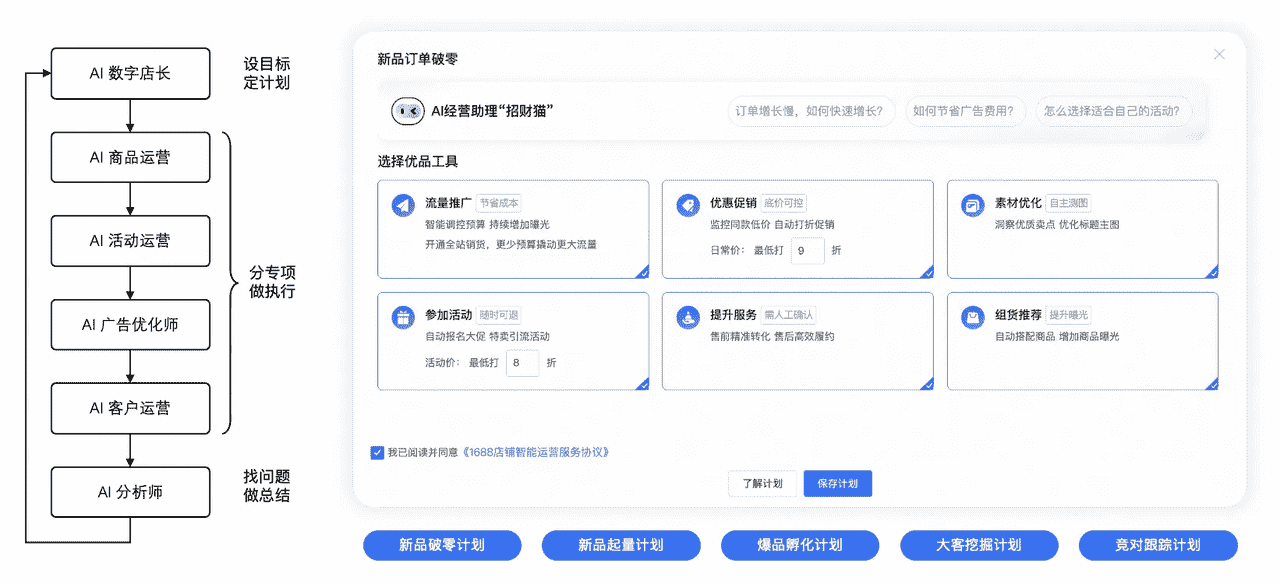 AI 数字店长
设目标
定计划
AI 商品运营
AI 活动运营
AI 广告优化师
AI 客户运营
分专项
做执行
AI 分析师
找问题
做总结
新品订单破零
AI经营助理“招财猫”
订单增长慢，如何快速增长？
如何节省广告费用？
怎么选择适合自己的活动？
选择优品工具
流量推广 节省成本
智能调控预算 持续增加曝光
开通全站销货，更少预算撬动更大流量
优惠促销 底价可控
监控同款低价 自动打折促销
日常价： 最低打 9 折
素材优化 自主测图
洞察优质卖点 优化标题主图
参加活动 随时可退
自动报名大促 特卖引流活动
活动价： 最低打 8 折
提升服务 需人工确认
售前精准转化 售后高效履约
组货推荐 提升曝光
自动搭配商品 增加商品曝光
我已阅读并同意《1688店铺智能运营服务协议》
了解计划
保存计划
新品破零计划
新品起量计划
爆品孵化计划
大客挖掘计划
竞对跟踪计划